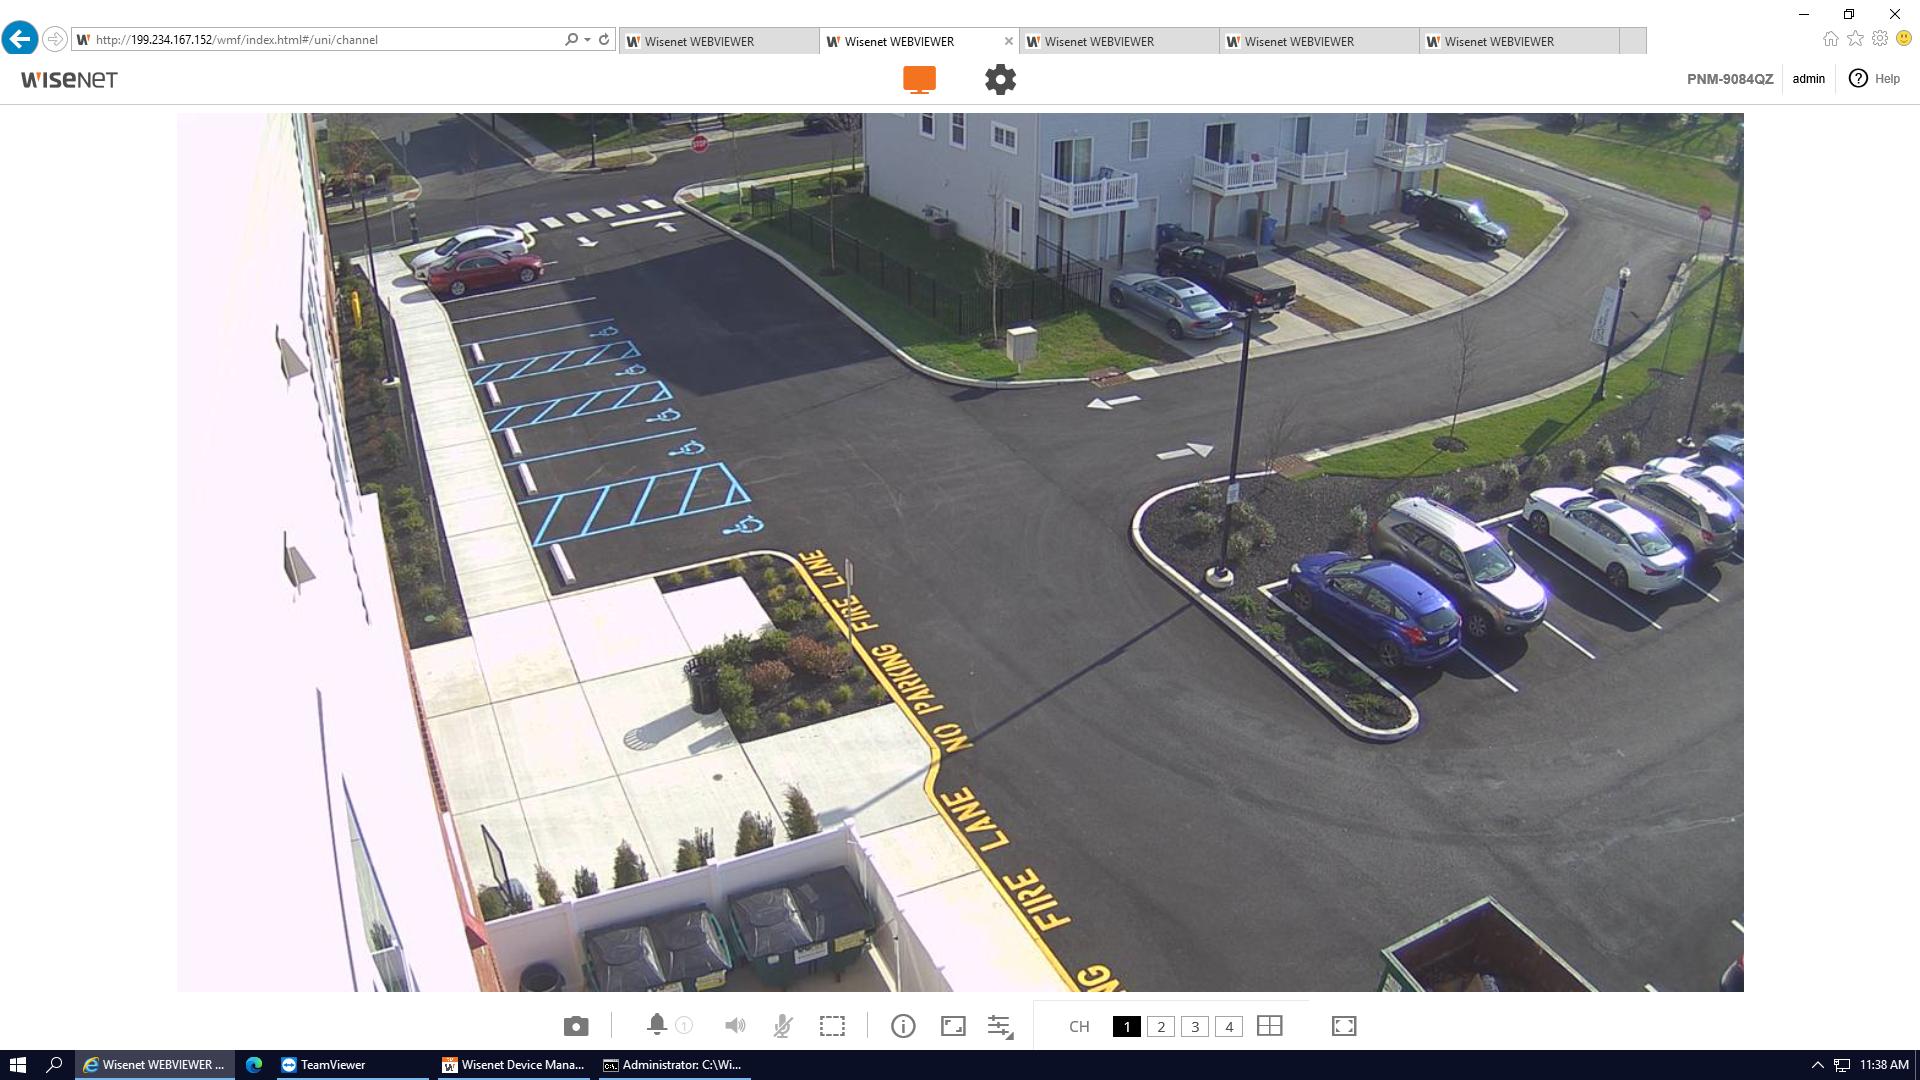 http://199.234.167.152/wmf/index.html#/uni/channel
Wisenet WEBVIEWER
Wisenet WEBVIEWER
Wisenet WEBVIEWER
Wisenet WEBVIEWER
Wisenet WEBVIEWER
WISENET
PNM-9084QZ
admin
? Help
STOP
FIRE LANE
NO PARKING
FIRE LANE
NG
1
CH
1
2
3
4
Wisenet WEBVIEWER ...
TeamViewer
Wisenet Device Mana...
Administrator: C:\Wi...
11:38 AM